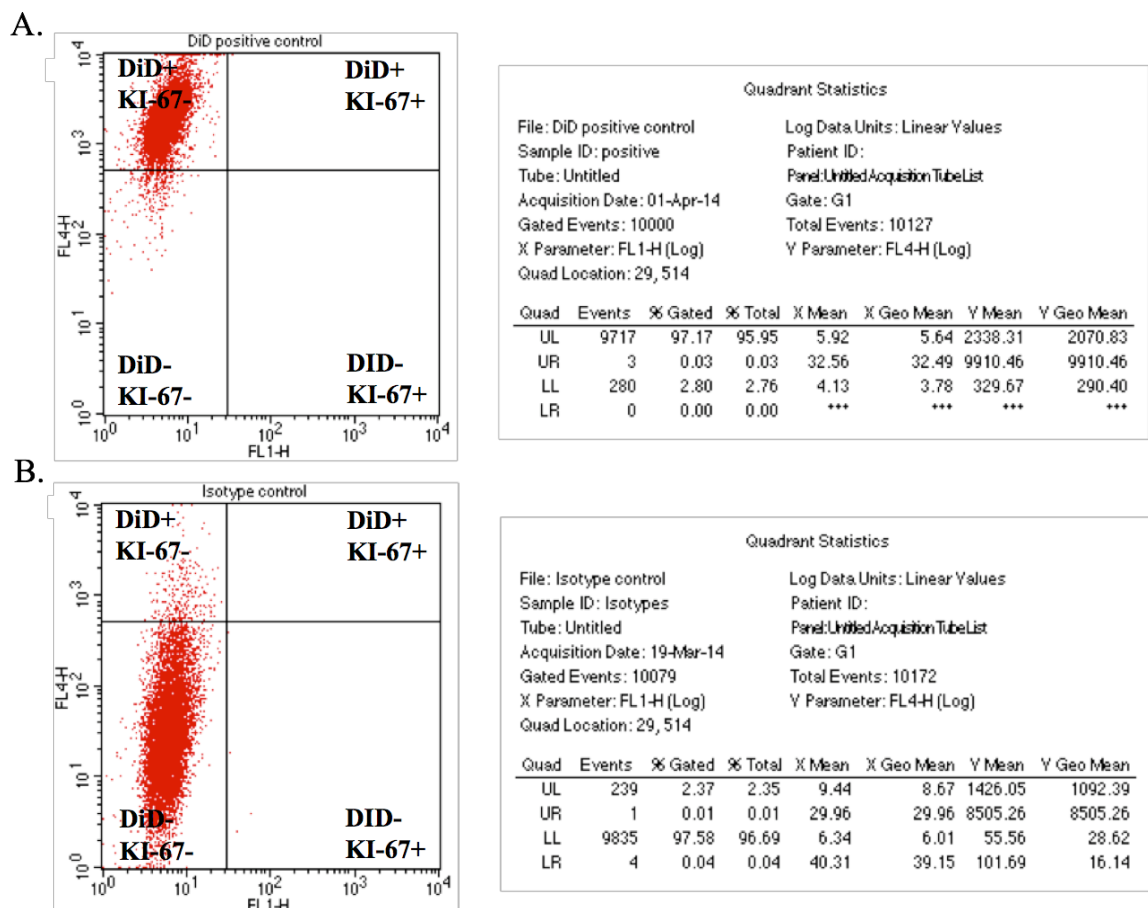 A.
DiD positive control
10^4
10^3
10^2
10^1
10^0
FL4-H
DiD+
KI-67-
DiD+
KI-67+
DiD-
KI-67-
DID-
KI-67+
10^0 10^1 10^2 10^3 10^4
FL1-H
Quadrant Statistics
File: DiD positive control Log Data Units: Linear Values
Sample ID: positive Patient ID:
Tube: Untitled Panel: Untitled Acquisition Tube List
Acquisition Date: 01-Apr-14 Gate: G1
Gated Events: 10000 Total Events: 10127
X Parameter: FL1-H (Log) Y Parameter: FL4-H (Log)
Quad Location: 29, 514
Quad Events % Gated % Total X Mean X Geo Mean Y Mean Y Geo Mean
UL 9717 97.17 95.95 5.92 5.64 2338.31 2070.83
UR 3 0.03 0.03 32.56 32.49 9910.46 9910.46
LL 280 2.80 2.76 4.13 3.78 329.67 290.40
LR 0 0.00 0.00 *** *** *** ***
B.
Isotype control
10^4
10^3
10^2
10^1
10^0
FL4-H
DiD+
KI-67-
DiD+
KI-67+
DiD-
KI-67-
DID-
KI-67+
10^0 10^1 10^2 10^3 10^4
FL1-H
Quadrant Statistics
File: Isotype control Log Data Units: Linear Values
Sample ID: Isotypes Patient ID:
Tube: Untitled Panel: Untitled Acquisition Tube List
Acquisition Date: 19-Mar-14 Gate: G1
Gated Events: 10079 Total Events: 10172
X Parameter: FL1-H (Log) Y Parameter: FL4-H (Log)
Quad Location: 29, 514
Quad Events % Gated % Total X Mean X Geo Mean Y Mean Y Geo Mean
UL 239 2.37 2.35 9.44 8.67 1426.05 1092.39
UR 1 0.01 0.01 29.96 29.96 8505.26 8505.26
LL 9835 97.58 96.69 6.34 6.01 55.56 28.62
LR 4 0.04 0.04 40.31 39.15 101.69 16.14